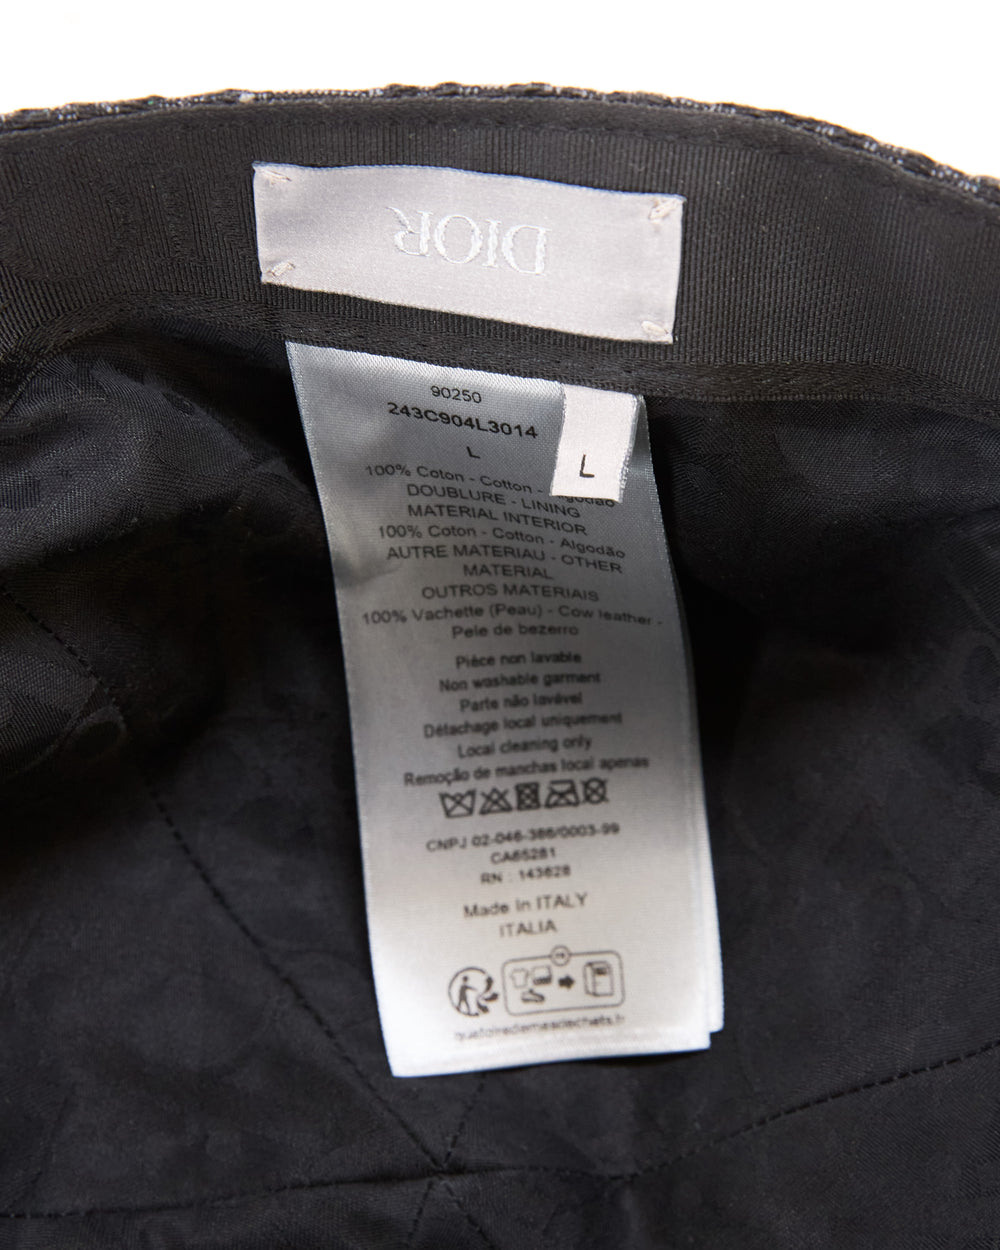 DIOR
90250
243C904L3014
L
L
100% Coton - Cotton -
DOUBLURE - LINING
MATERIAL INTERIOR
100% Coton - Cotton - Algodão
AUTRE MATERIAU - OTHER
MATERIAL
OUTROS MATERIAIS
100% Vachette (Peau) - Cow leather -
Pele de bezerro
Pièce non lavable
Non washable garment
Parte não lavável
Détachage local uniquement
Local cleaning only
Remoção de manchas local apenas
CNPJ 02-046-386/0003-99
CA65281
RN : 143628
Made in ITALY
ITALIA
quefairedemesdechets.fr